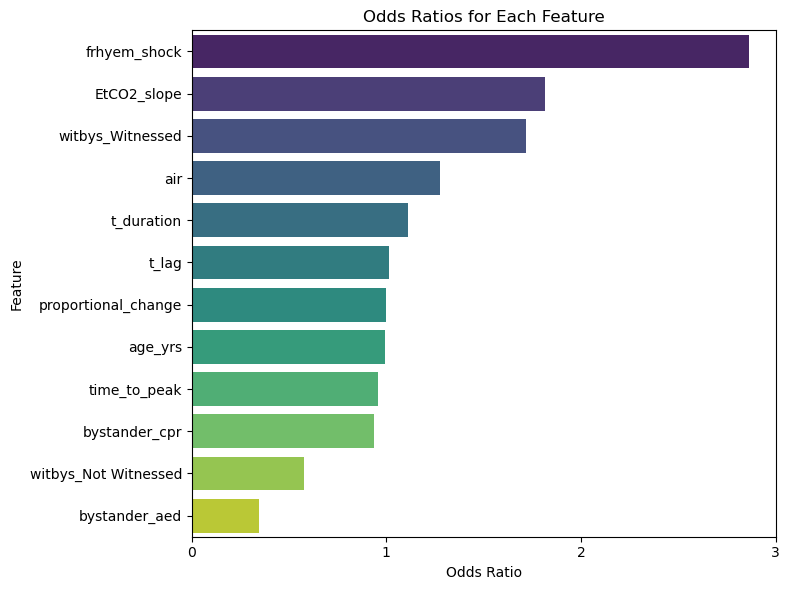 Odds Ratios for Each Feature
Feature
frhyem_shock
EtCO2_slope
witbys_Witnessed
air
t_duration
t_lag
proportional_change
age_yrs
time_to_peak
bystander_cpr
witbys_Not Witnessed
bystander_aed
0 1 2 3
Odds Ratio